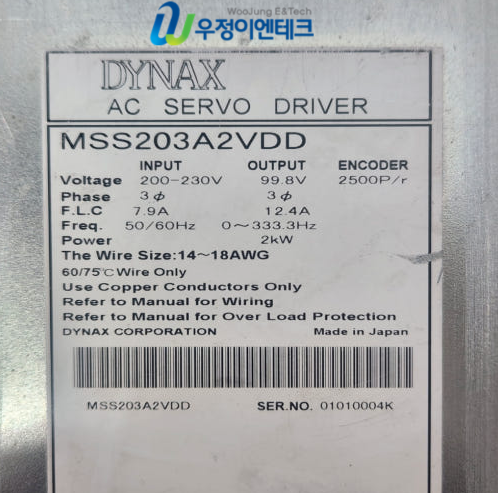 WooJung E&Tech
우정이엔테크
DYNAX
AC SERVO DRIVER
MSS203A2VDD
INPUT OUTPUT ENCODER
Voltage 200-230V 99.8V 2500P/r
Phase 3ϕ 3ϕ
F.L.C 7.9A 12.4A
Freq. 50/60Hz 0~333.3Hz
Power 2kW
The Wire Size:14~18AWG
60/75℃ Wire Only
Use Copper Conductors Only
Refer to Manual for Wiring
Refer to Manual for Over Load Protection
DYNAX CORPORATION Made in Japan
MSS203A2VDD SER.NO. 01010004K